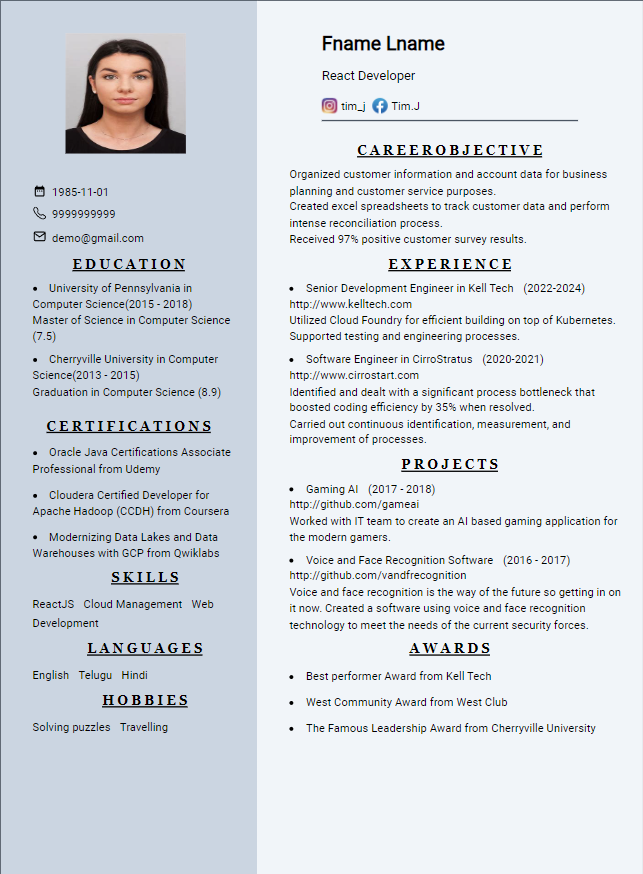 Fname Lname
React Developer
tim_j Tim.J
1985-11-01
9999999999
demo@gmail.com
EDUCATION
• University of Pennsylvania in
Computer Science(2015 - 2018)
Master of Science in Computer Science
(7.5)
• Cherryville University in Computer
Science(2013 - 2015)
Graduation in Computer Science (8.9)
CERTIFICATIONS
• Oracle Java Certifications Associate
Professional from Udemy
• Cloudera Certified Developer for
Apache Hadoop (CCDH) from Coursera
• Modernizing Data Lakes and Data
Warehouses with GCP from Qwiklabs
SKILLS
ReactJS Cloud Management Web
Development
LANGUAGES
English Telugu Hindi
HOBBIES
Solving puzzles Travelling
CAREEROBJECTIVE
Organized customer information and account data for business
planning and customer service purposes.
Created excel spreadsheets to track customer data and perform
intense reconciliation process.
Received 97% positive customer survey results.
EXPERIENCE
• Senior Development Engineer in Kell Tech (2022-2024)
http://www.kelltech.com
Utilized Cloud Foundry for efficient building on top of Kubernetes.
Supported testing and engineering processes.
• Software Engineer in CirroStratus (2020-2021)
http://www.cirrostart.com
Identified and dealt with a significant process bottleneck that
boosted coding efficiency by 35% when resolved.
Carried out continuous identification, measurement, and
improvement of processes.
PROJECTS
• Gaming AI (2017 - 2018)
http://github.com/gameai
Worked with IT team to create an AI based gaming application for
the modern gamers.
• Voice and Face Recognition Software (2016 - 2017)
http://github.com/vandfrecognition
Voice and face recognition is the way of the future so getting in on
it now. Created a software using voice and face recognition
technology to meet the needs of the current security forces.
AWARDS
• Best performer Award from Kell Tech
• West Community Award from West Club
• The Famous Leadership Award from Cherryville University